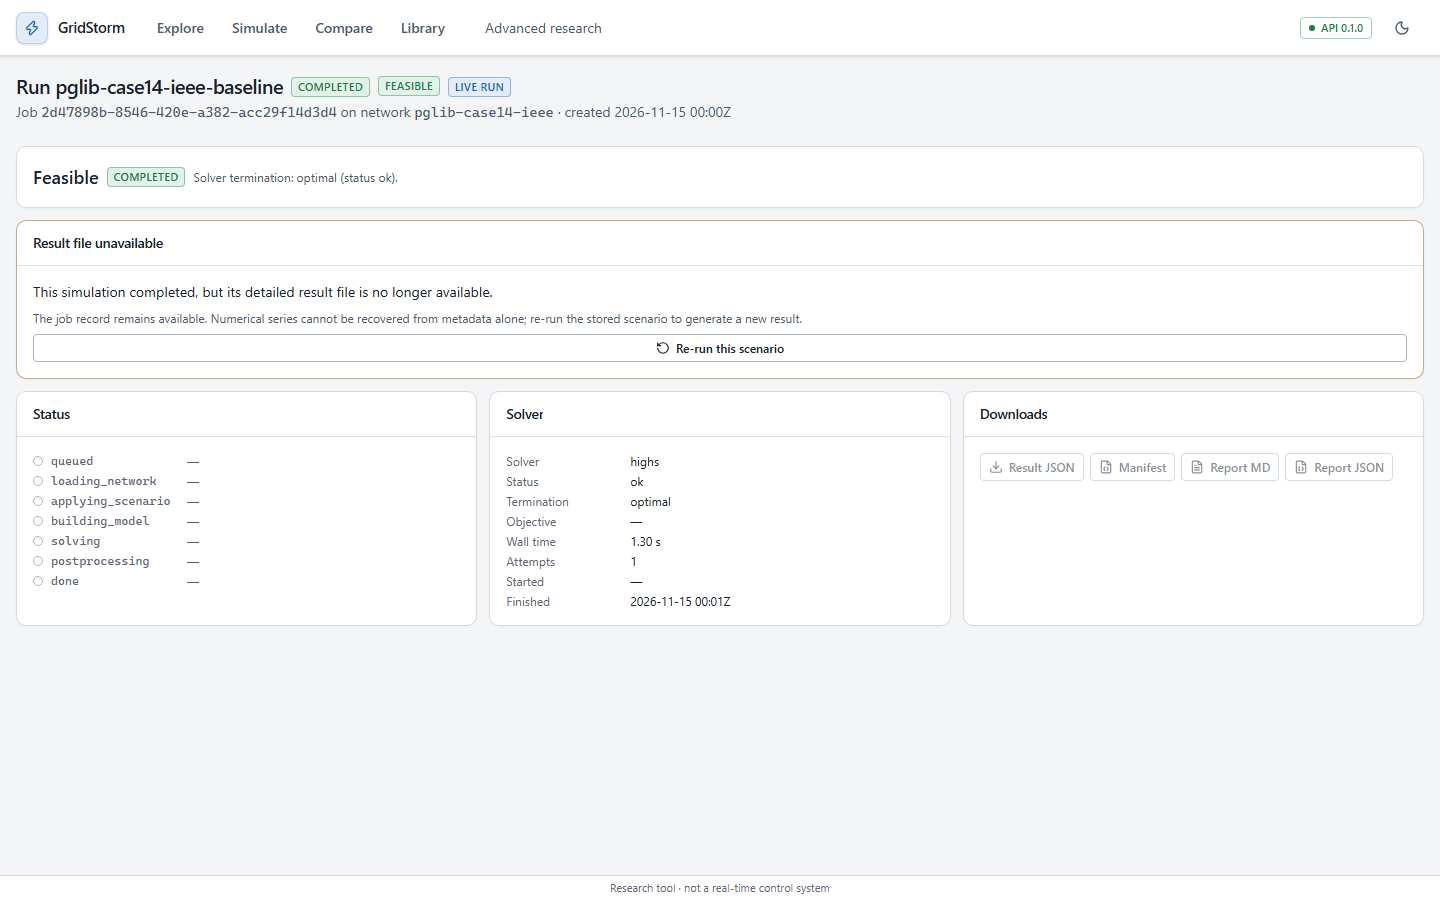 GridStorm Explore Simulate Compare Library Advanced research API 0.1.0
Run pglib-case14-ieee-baseline COMPLETED FEASIBLE LIVE RUN
Job 2d47898b-8546-420e-a382-acc29f14d3d4 on network pglib-case14-ieee · created 2026-11-15 00:00Z
Feasible COMPLETED Solver termination: optimal (status ok).
Result file unavailable
This simulation completed, but its detailed result file is no longer available.
The job record remains available. Numerical series cannot be recovered from metadata alone; re-run the stored scenario to generate a new result.
Re-run this scenario
Status
queued —
loading_network —
applying_scenario —
building_model —
solving —
postprocessing —
done —
Solver
Solver highs
Status ok
Termination optimal
Objective —
Wall time 1.30 s
Attempts 1
Started —
Finished 2026-11-15 00:01Z
Downloads
Result JSON Manifest Report MD Report JSON
Research tool · not a real-time control system